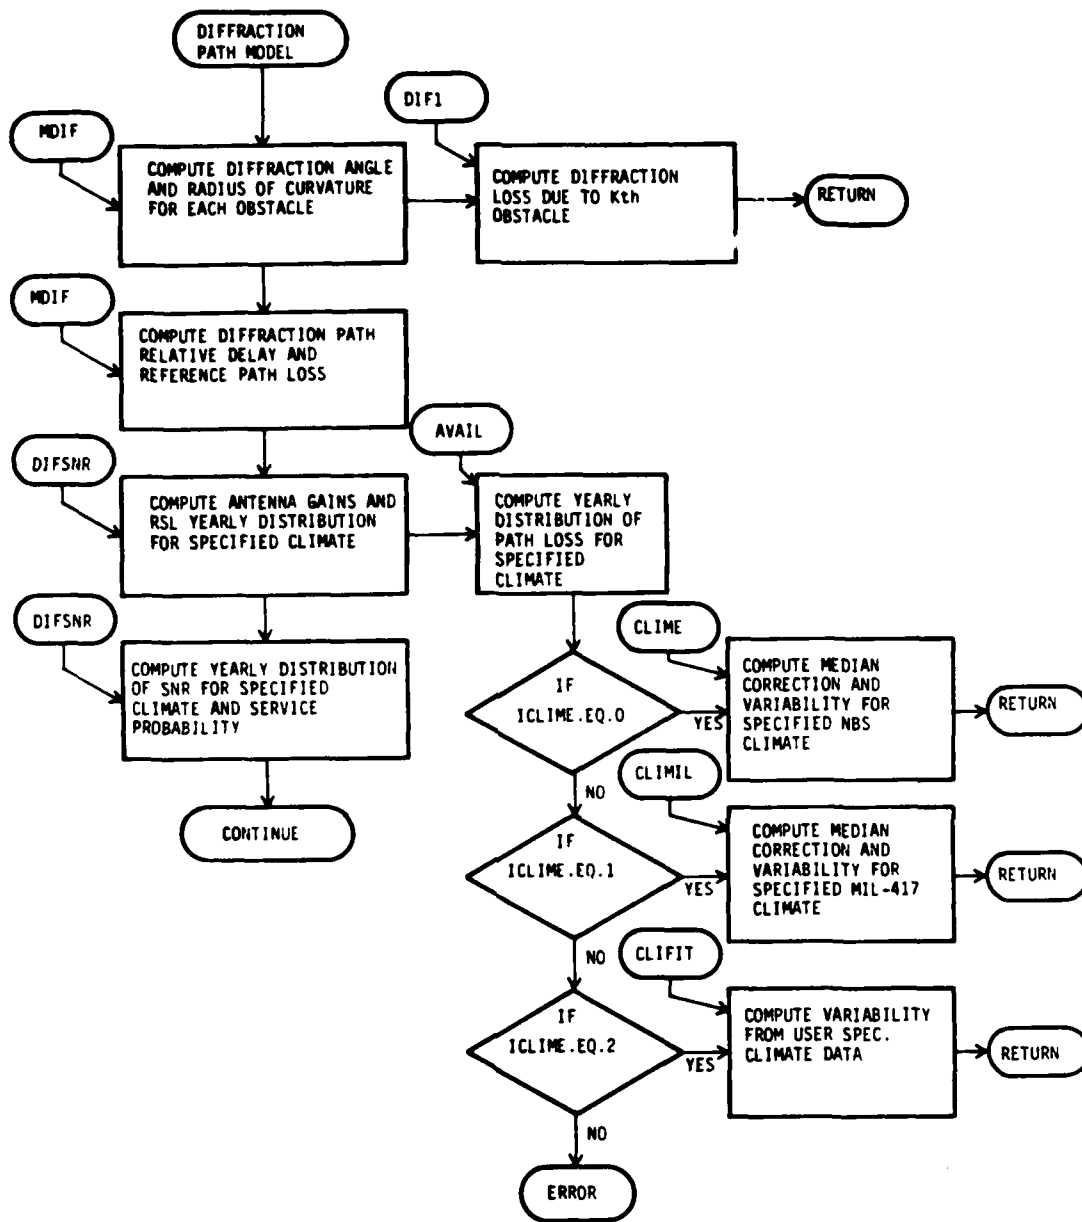 DIFFRACTION
PATH MODEL
MDIF
DIF1
COMPUTE DIFFRACTION ANGLE
AND RADIUS OF CURVATURE
FOR EACH OBSTACLE
COMPUTE DIFFRACTION
LOSS DUE TO Kth
OBSTACLE
RETURN
MDIF
COMPUTE DIFFRACTION PATH
RELATIVE DELAY AND
REFERENCE PATH LOSS
DIFSNR
AVAIL
COMPUTE ANTENNA GAINS AND
RSL YEARLY DISTRIBUTION
FOR SPECIFIED CLIMATE
COMPUTE YEARLY
DISTRIBUTION OF
PATH LOSS FOR
SPECIFIED
CLIMATE
DIFSNR
COMPUTE YEARLY DISTRIBUTION
OF SNR FOR SPECIFIED
CLIMATE AND SERVICE
PROBABILITY
CONTINUE
IF
ICLIME.EQ.0
YES
NO
CLIME
COMPUTE MEDIAN
CORRECTION AND
VARIABILITY FOR
SPECIFIED NBS
CLIMATE
RETURN
IF
ICLIME.EQ.1
YES
NO
CLIMIL
COMPUTE MEDIAN
CORRECTION AND
VARIABILITY FOR
SPECIFIED MIL-417
CLIMATE
RETURN
IF
ICLIME.EQ.2
YES
NO
CLIFIT
COMPUTE VARIABILITY
FROM USER SPEC.
CLIMATE DATA
RETURN
ERROR